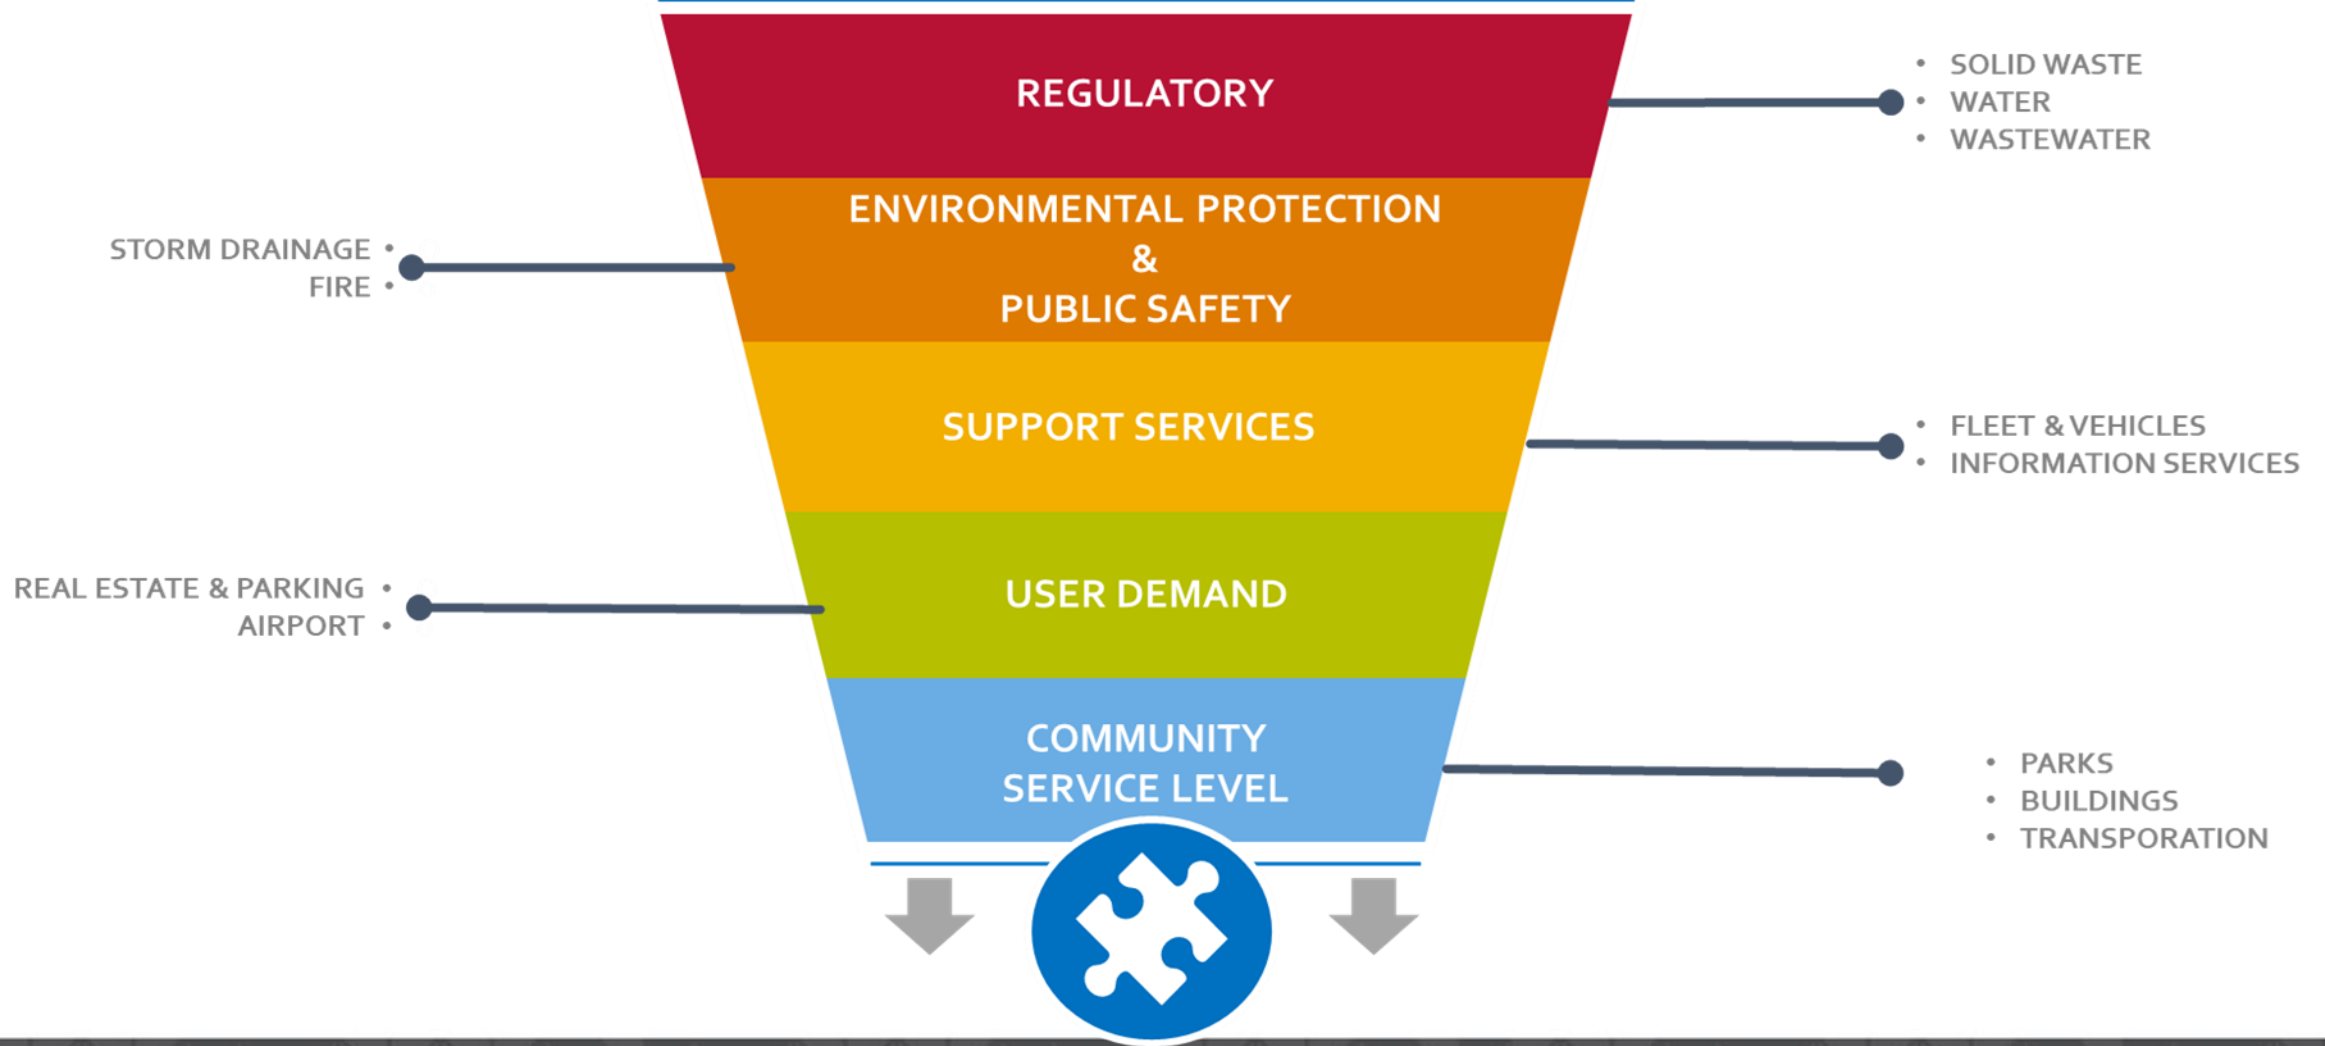 REGULATORY
• SOLID WASTE
• WATER
• WASTEWATER
ENVIRONMENTAL PROTECTION
&
PUBLIC SAFETY
STORM DRAINAGE •
FIRE •
SUPPORT SERVICES
• FLEET & VEHICLES
• INFORMATION SERVICES
USER DEMAND
REAL ESTATE & PARKING •
AIRPORT •
COMMUNITY
SERVICE LEVEL
• PARKS
• BUILDINGS
• TRANSPORATION